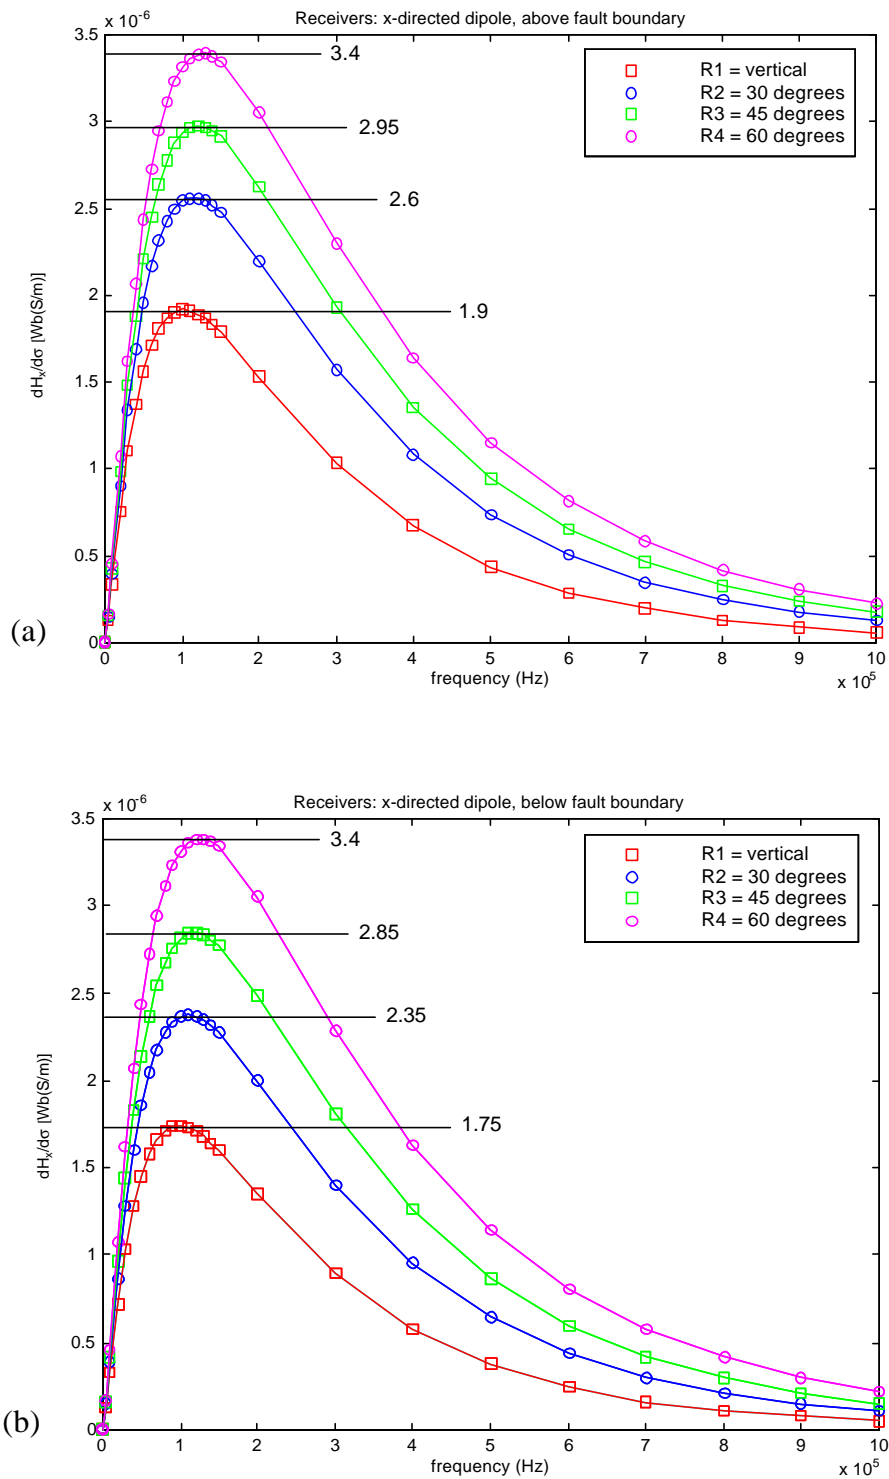 x 10-6
Receivers: x-directed dipole, above fault boundary
3.5
3
2.5
2
1.5
1
0.5
0
dHx/dσ [Wb(S/m)]
3.4
2.95
2.6
1.9
R1 = vertical
R2 = 30 degrees
R3 = 45 degrees
R4 = 60 degrees
(a)
0 1 2 3 4 5 6 7 8 9 10
frequency (Hz)
x 10^5
x 10-6
Receivers: x-directed dipole, below fault boundary
3.5
3
2.5
2
1.5
1
0.5
0
dHx/dσ [Wb(S/m)]
3.4
2.85
2.35
1.75
R1 = vertical
R2 = 30 degrees
R3 = 45 degrees
R4 = 60 degrees
(b)
0 1 2 3 4 5 6 7 8 9 10
frequency (Hz)
x 10^5